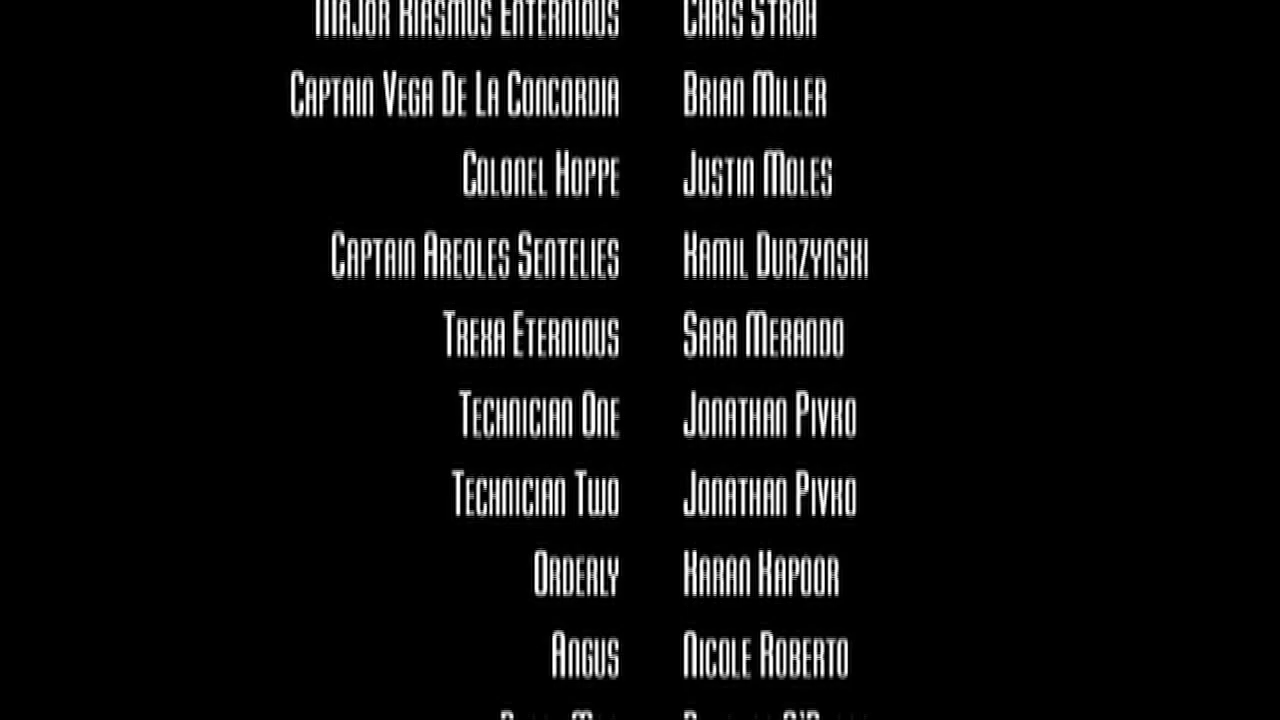 Major Kiasmus Enternious Chris Stroh
Captain Vega De La Concordia Brian Miller
Colonel Hoppe Justin Moles
Captain Areoles Sentelies Kamil Durzynski
Trexa Eternious Sara Merando
Technician One Jonathan Pivko
Technician Two Jonathan Pivko
Orderly Karan Kapoor
Angus Nicole Roberto